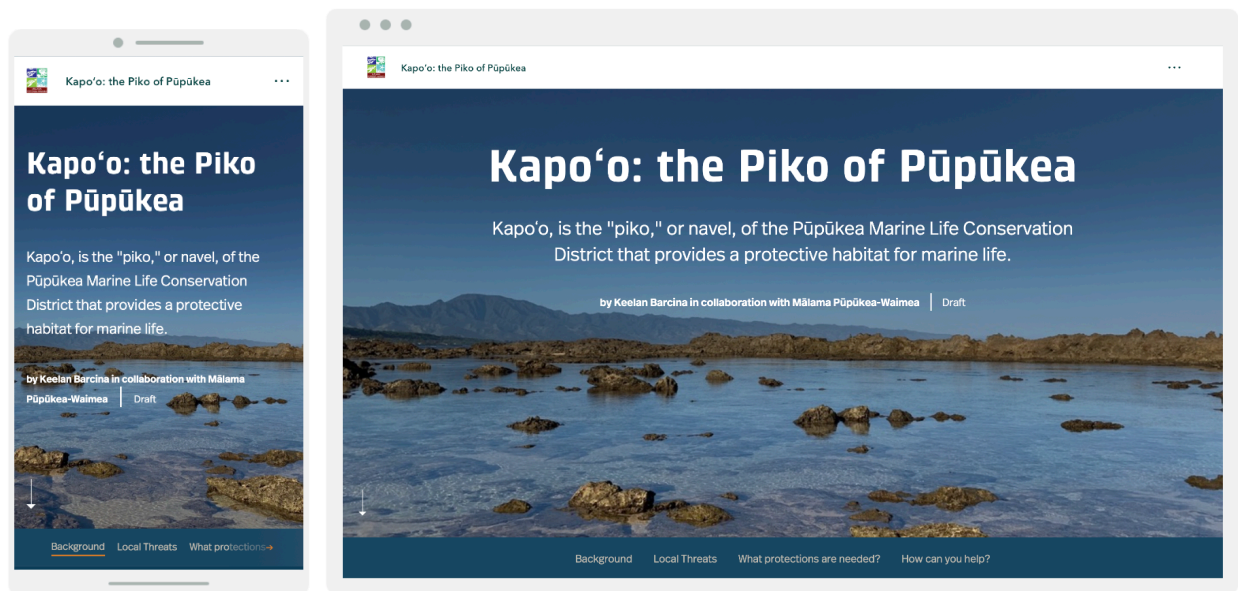 Kapoʻo: the Piko of Pūpūkea
...
Kapoʻo: the Piko
of Pūpūkea
Kapo'o, is the "piko," or navel, of the
Pūpūkea Marine Life Conservation
District that provides a protective
habitat for marine life.
by Keelan Barcina in collaboration with Mālama
Pūpūkea-Waimea | Draft
Background Local Threats What protections
Kapoʻo: the Piko of Pūpūkea
...
Kapoʻo: the Piko of Pūpūkea
Kapo'o, is the "piko," or navel, of the Pūpūkea Marine Life Conservation
District that provides a protective habitat for marine life.
by Keelan Barcina in collaboration with Mālama Pūpūkea-Waimea | Draft
Background Local Threats What protections are needed? How can you help?